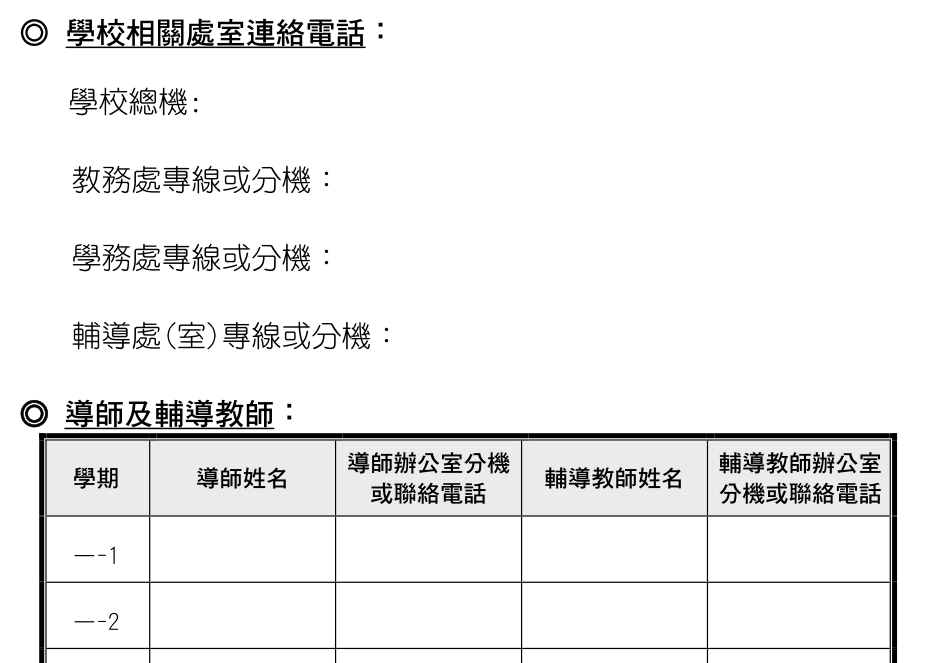 ◎ 學校相關處室連絡電話：
學校總機:
教務處專線或分機：
學務處專線或分機：
輔導處(室)專線或分機：
◎ 導師及輔導教師：
學期 導師姓名 導師辦公室分機或聯絡電話 輔導教師姓名 輔導教師辦公室分機或聯絡電話
一-1
一-2